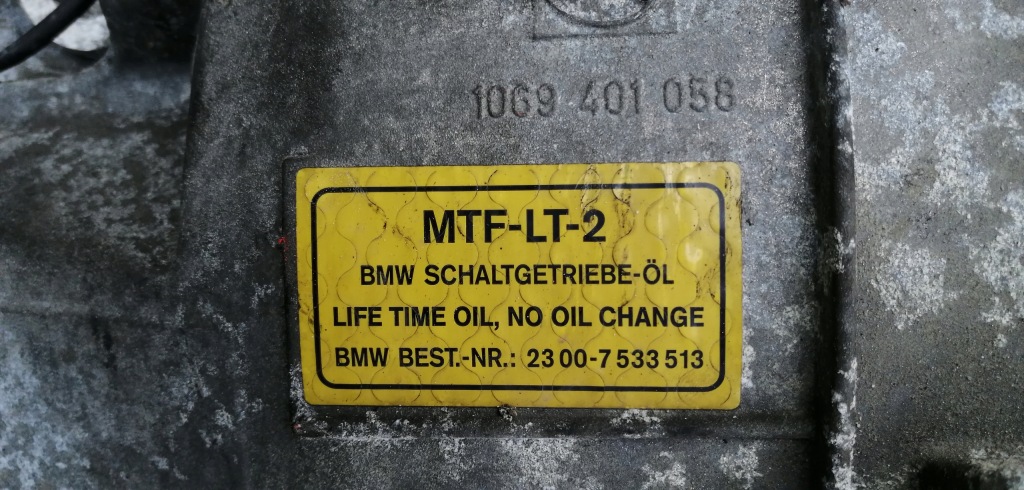 1069 401 058
MTF-LT-2
BMW SCHALTGETRIEBE-ÖL
LIFE TIME OIL, NO OIL CHANGE
BMW BEST.-NR.: 23 00-7 533 513